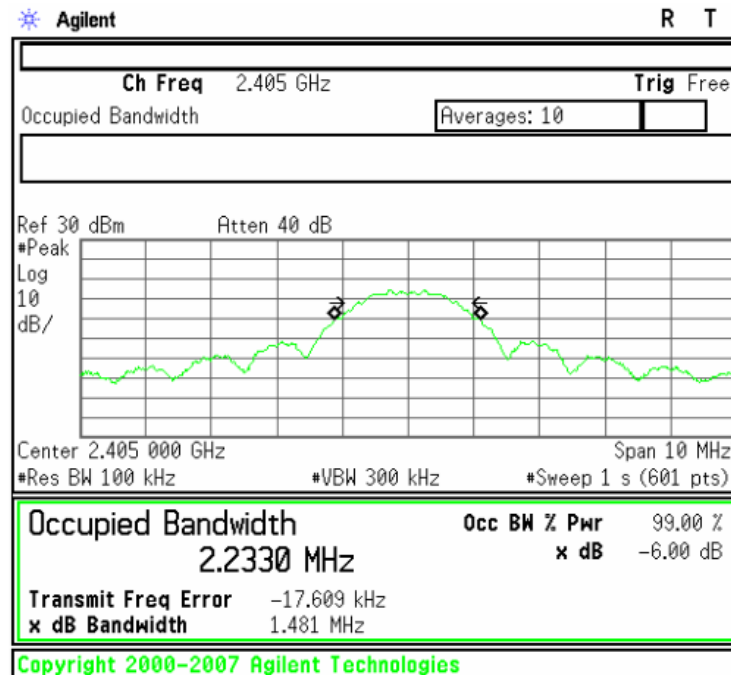 Agilent R T
Ch Freq 2.405 GHz Trig Free
Occupied Bandwidth Averages: 10
Ref 30 dBm Atten 40 dB
#Peak
Log
10
dB/
Center 2.405 000 GHz Span 10 MHz
#Res BW 100 kHz #VBW 300 kHz #Sweep 1 s (601 pts)
Occupied Bandwidth Occ BW % Pwr 99.00 %
2.2330 MHz x dB -6.00 dB
Transmit Freq Error -17.609 kHz
x dB Bandwidth 1.481 MHz
Copyright 2000-2007 Agilent Technologies